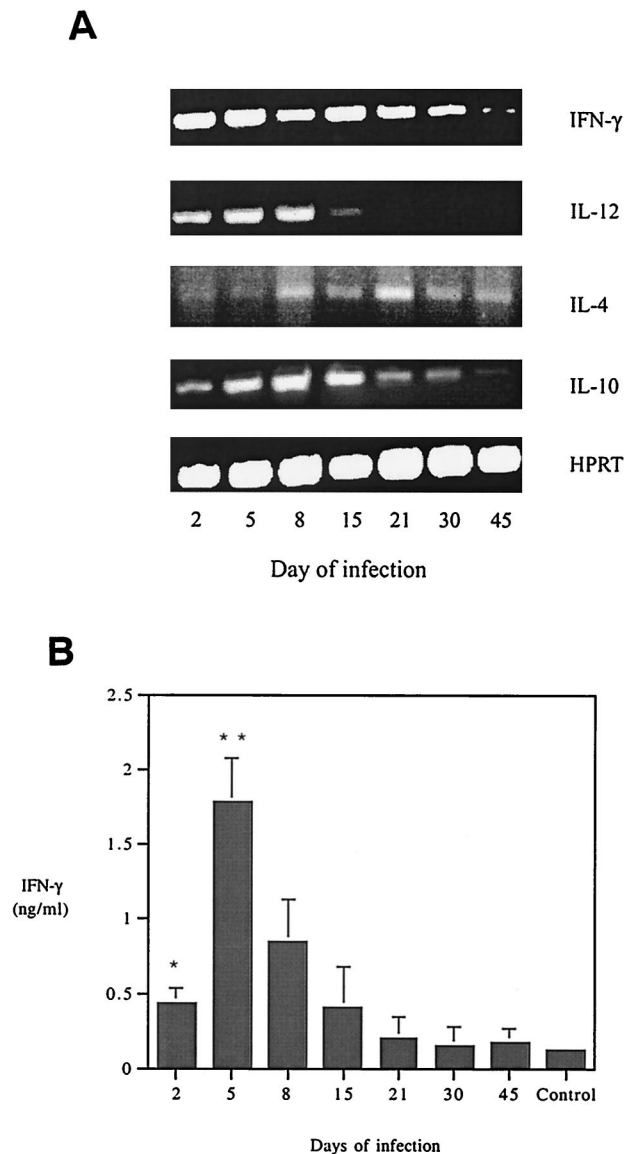 A
IFN-γ
IL-12
IL-4
IL-10
HPRT
2 5 8 15 21 30 45
Day of infection
B
2.5
2
1.5
1
0.5
0
IFN-γ
(ng/ml)
*
* *
2 5 8 15 21 30 45 Control
Days of infection